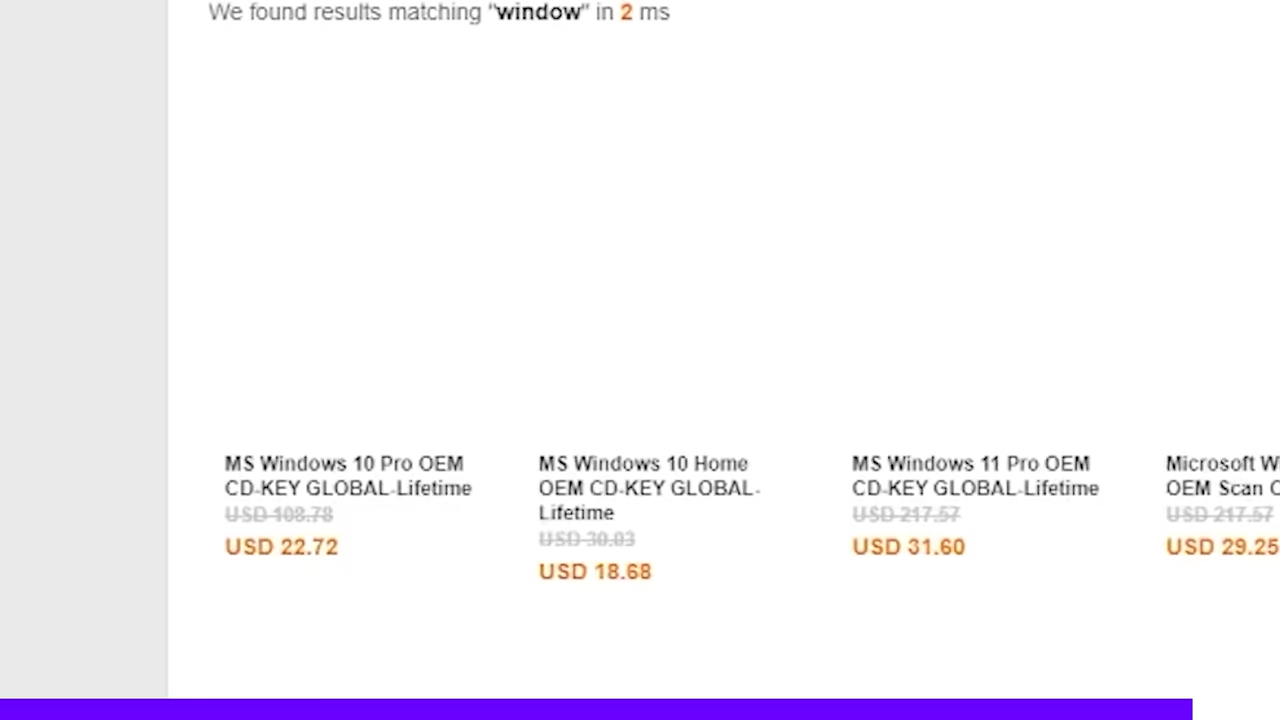 We found results matching "window" in 2 ms
MS Windows 10 Pro OEM
CD-KEY GLOBAL-Lifetime
USD 108.78
USD 22.72
MS Windows 10 Home
OEM CD-KEY GLOBAL-
Lifetime
USD 30.03
USD 18.68
MS Windows 11 Pro OEM
CD-KEY GLOBAL-Lifetime
USD 217.57
USD 31.60
Microsoft
OEM Scan
USD 217.57
USD 29.25